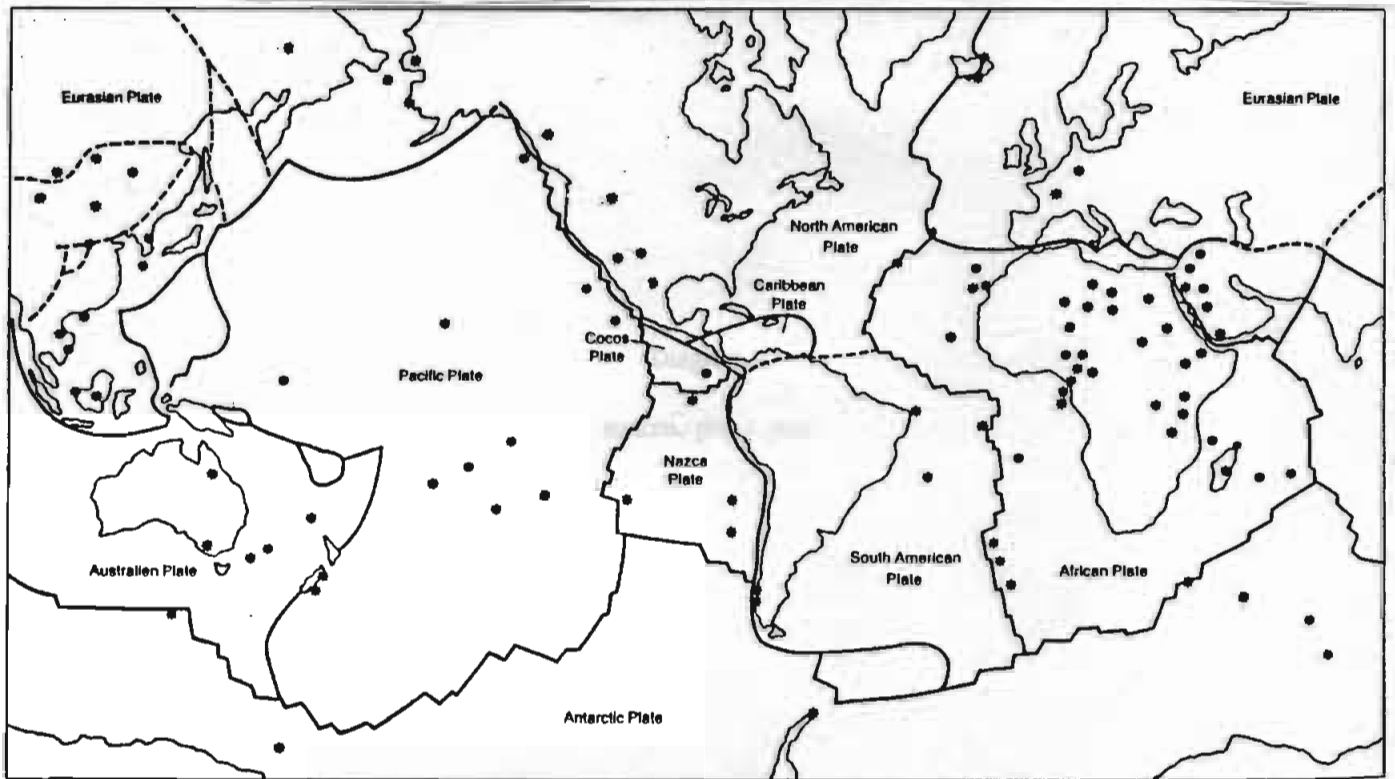 Eurasian Plate
Eurasian Plate
North American
Plate
Caribbean
Plate
Cocos
Plate
Pacific Plate
Nazca
Plate
South American
Plate
African Plate
Australien Plate
Antarctic Plate